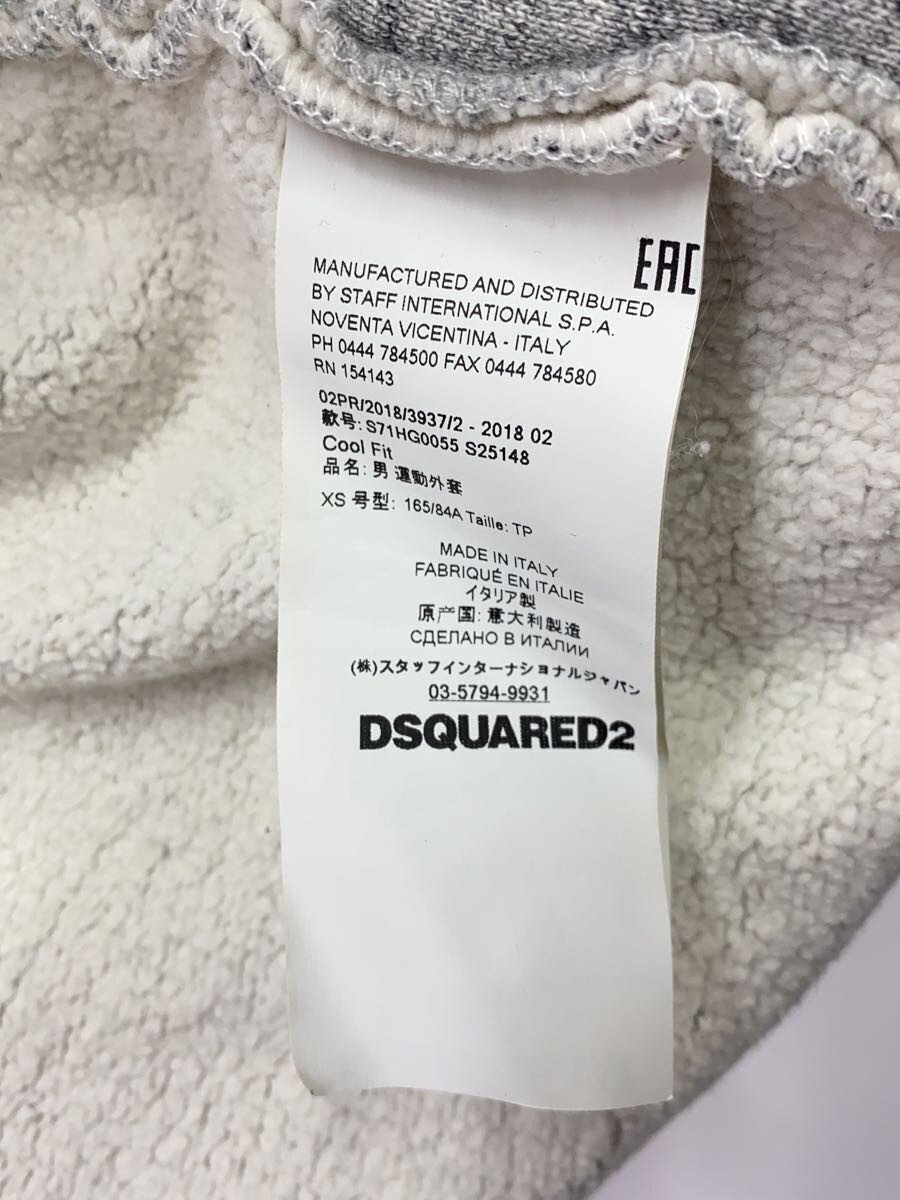 EAC
MANUFACTURED AND DISTRIBUTED
BY STAFF INTERNATIONAL S.P.A.
NOVENTA VICENTINA - ITALY
PH 0444 784500 FAX 0444 784580
RN 154143
02PR/2018/3937/2 - 2018 02
款号: S71HG0055 S25148
Cool Fit
品名: 男 運動外套
XS 号型: 165/84A Taille: TP
MADE IN ITALY
FABRIQUÉ EN ITALIE
イタリア製
原产国: 意大利製造
СДЕЛАНО В ИТАЛИИ
(株)スタッフインターナショナルジャパン
03-5794-9931
DSQUARED2